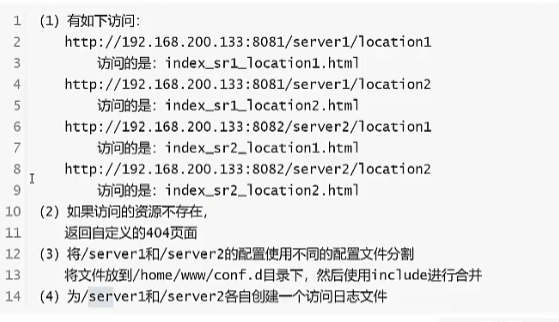 1 (1) 有如下访问:
2 http://192.168.200.133:8081/server1/location1
3 访问的是: index_sr1_location1.html
4 http://192.168.200.133:8081/server1/location2
5 访问的是: index_sr1_location2.html
6 http://192.168.200.133:8082/server2/location1
7 访问的是: index_sr2_location1.html
8 http://192.168.200.133:8082/server2/location2
9 访问的是: index_sr2_location2.html
10 (2) 如果访问的资源不存在,
11 返回自定义的404页面
12 (3) 将/server1和/server2的配置使用不同的配置文件分割
13 将文件放到/home/www/conf.d目录下，然后使用include进行合并
14 (4) 为/server1和/server2各自创建一个访问日志文件